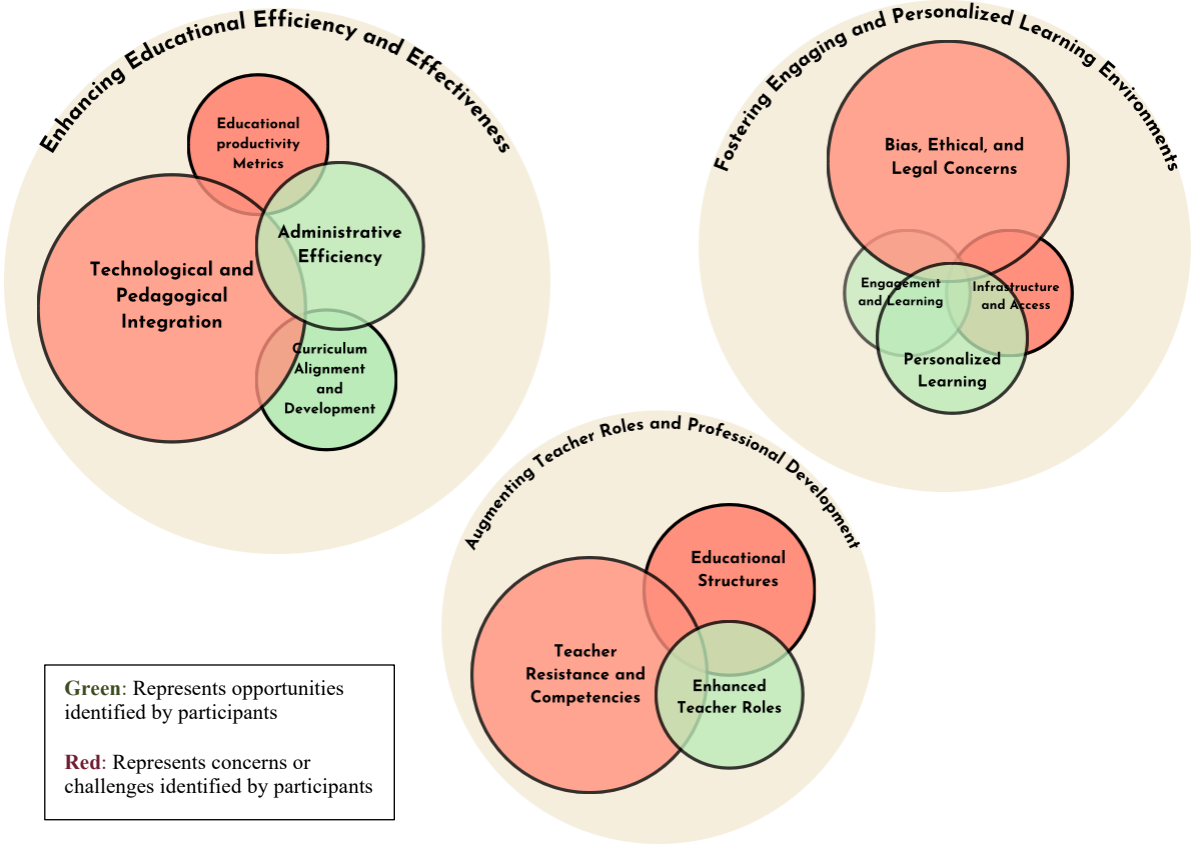 Enhancing Educational Efficiency and Effectiveness
Educational
productivity
Metrics
Administrative
Efficiency
Technological and
Pedagogical
Integration
Curriculum
Alignment
and
Development
Fostering Engaging and Personalized Learning Environments
Bias, Ethical, and
Legal Concerns
Engagement
and Learning
Infrastructure
and Access
Personalized
Learning
Augmenting Teacher Roles and Professional Development
Educational
Structures
Teacher
Resistance and
Competencies
Enhanced
Teacher Roles
Green: Represents opportunities
identified by participants
Red: Represents concerns or
challenges identified by participants